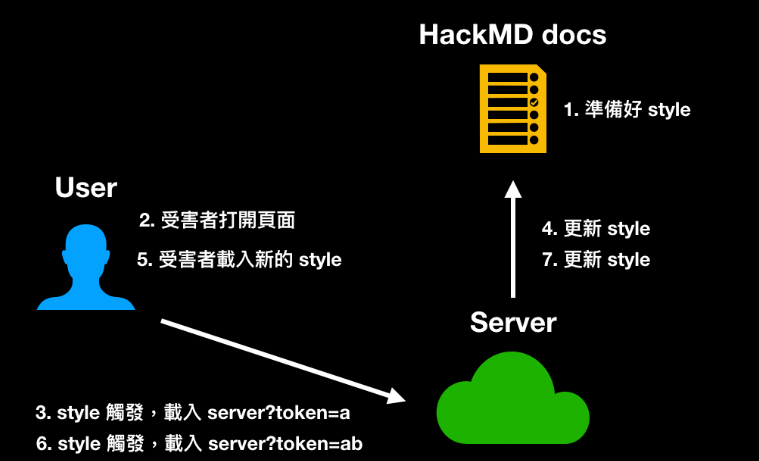 HackMD docs
1. 準備好 style
User
2. 受害者打開頁面
5. 受害者載入新的 style
4. 更新 style
7. 更新 style
Server
3. style 觸發，載入 server?token=a
6. style 觸發，載入 server?token=ab